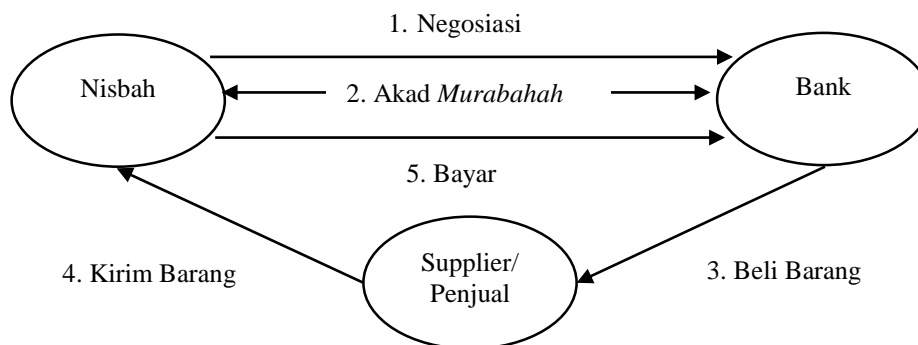 1. Negosiasi
Nisbah
2. Akad Murabahah
Bank
5. Bayar
4. Kirim Barang
Supplier/
Penjual
3. Beli Barang